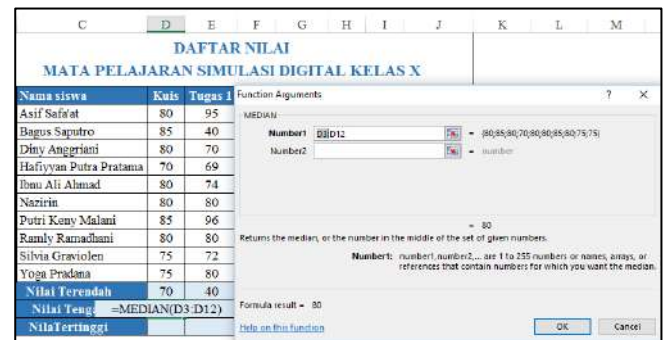 C D E F G H I J K L M
DAFTAR NILAI
MATA PELAJARAN SIMULASI DIGITAL KELAS X
Nama siswa Kuis Tugas 1
Asif Safa'at 80 95
Bagus Saputro 85 40
Diny Anggriani 80 70
Hafiyyan Putra Pratama 70 69
Ibnu Ali Ahmad 80 74
Nazirin 80 80
Putri Keny Malani 85 96
Ramly Ramadhani 80 80
Silvia Graviolen 75 72
Yoga Pradana 75 80
Nilai Terendah 70 40
Nilai Tenga =MEDIAN(D3:D12)
NilaTertinggi
Function Arguments ? ×
MEDIAN
Number1 D3:D12 = {80;85;80;70;80;80;85;80;75;75}
Number2 = number
= 80
Returns the median, or the number in the middle of the set of given numbers.
Number1: number1,number2,... are 1 to 255 numbers or names, arrays, or
references that contain numbers for which you want the median.
Formula result = 80
Help on this function OK Cancel